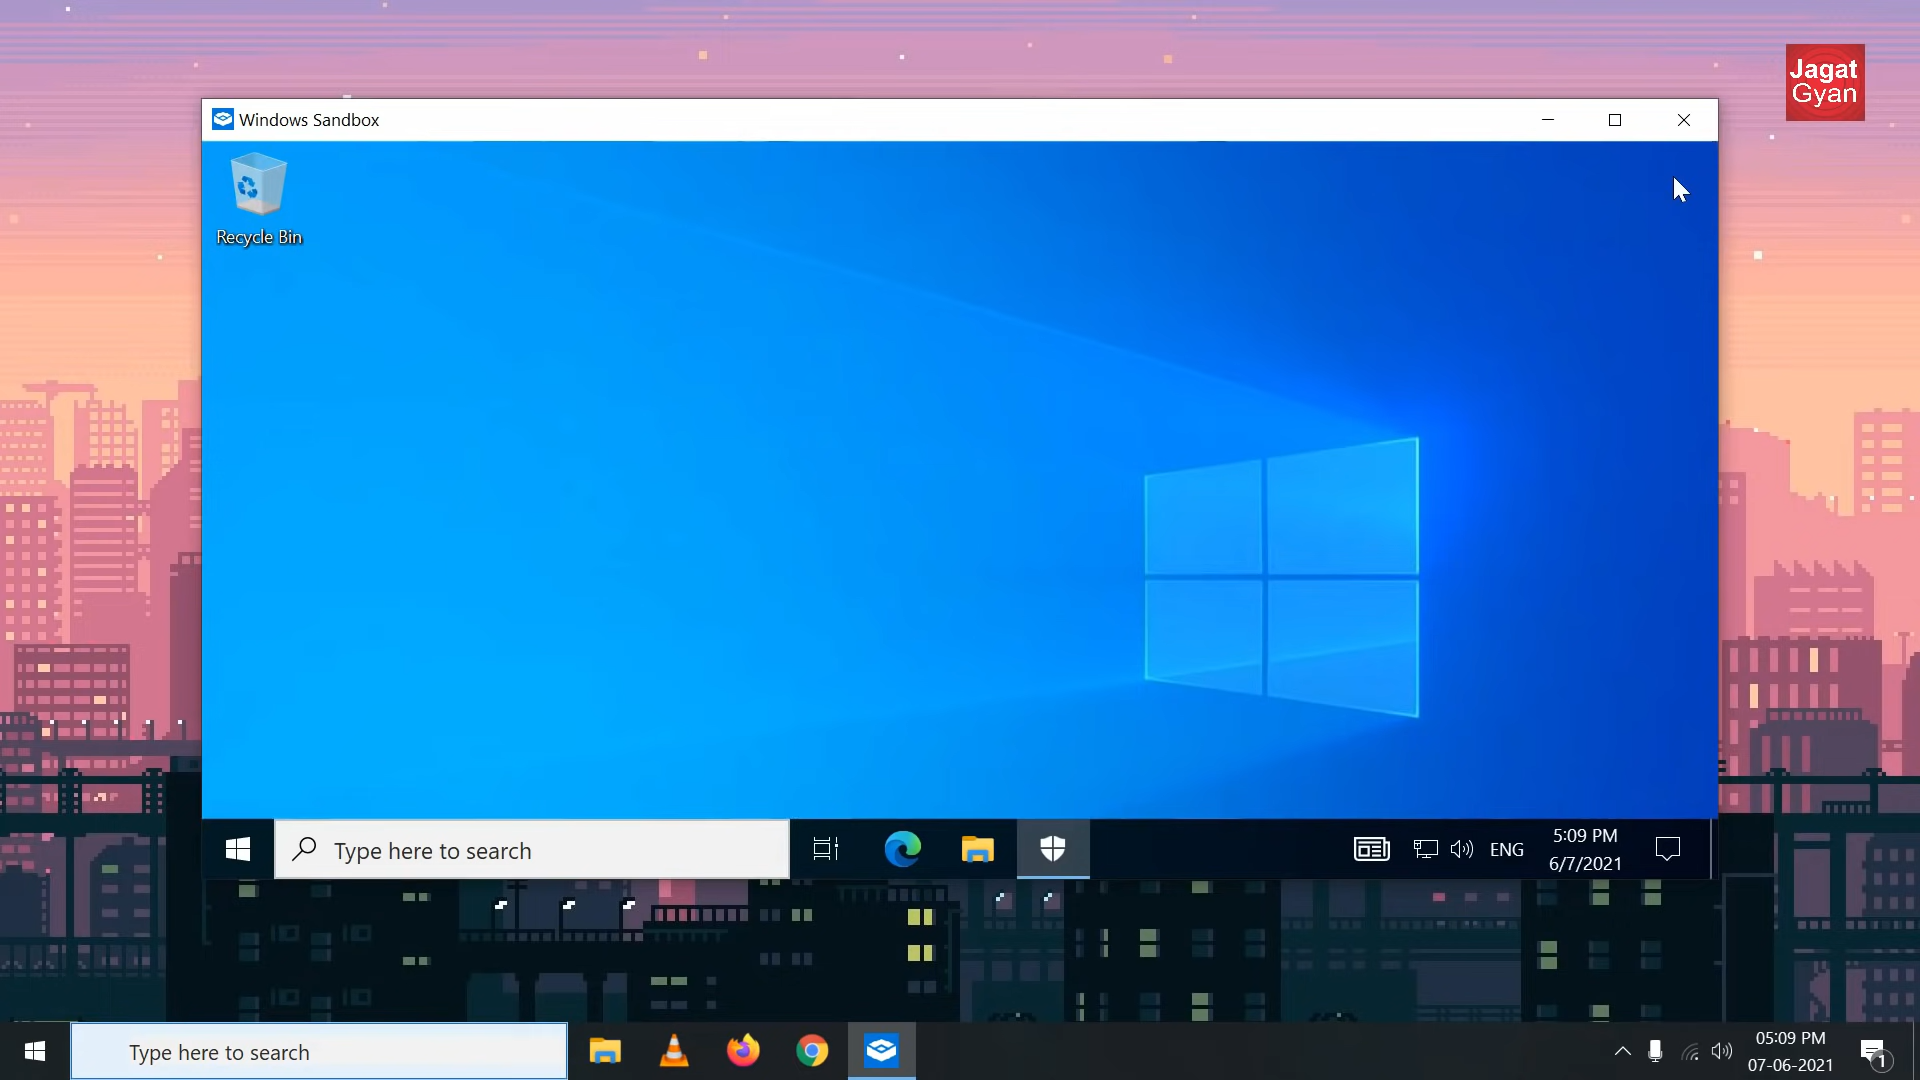 Jagat
Gyan
Windows Sandbox
Recycle Bin
Type here to search
ENG
5:09 PM
6/7/2021
Type here to search
05:09 PM
07-06-2021
1